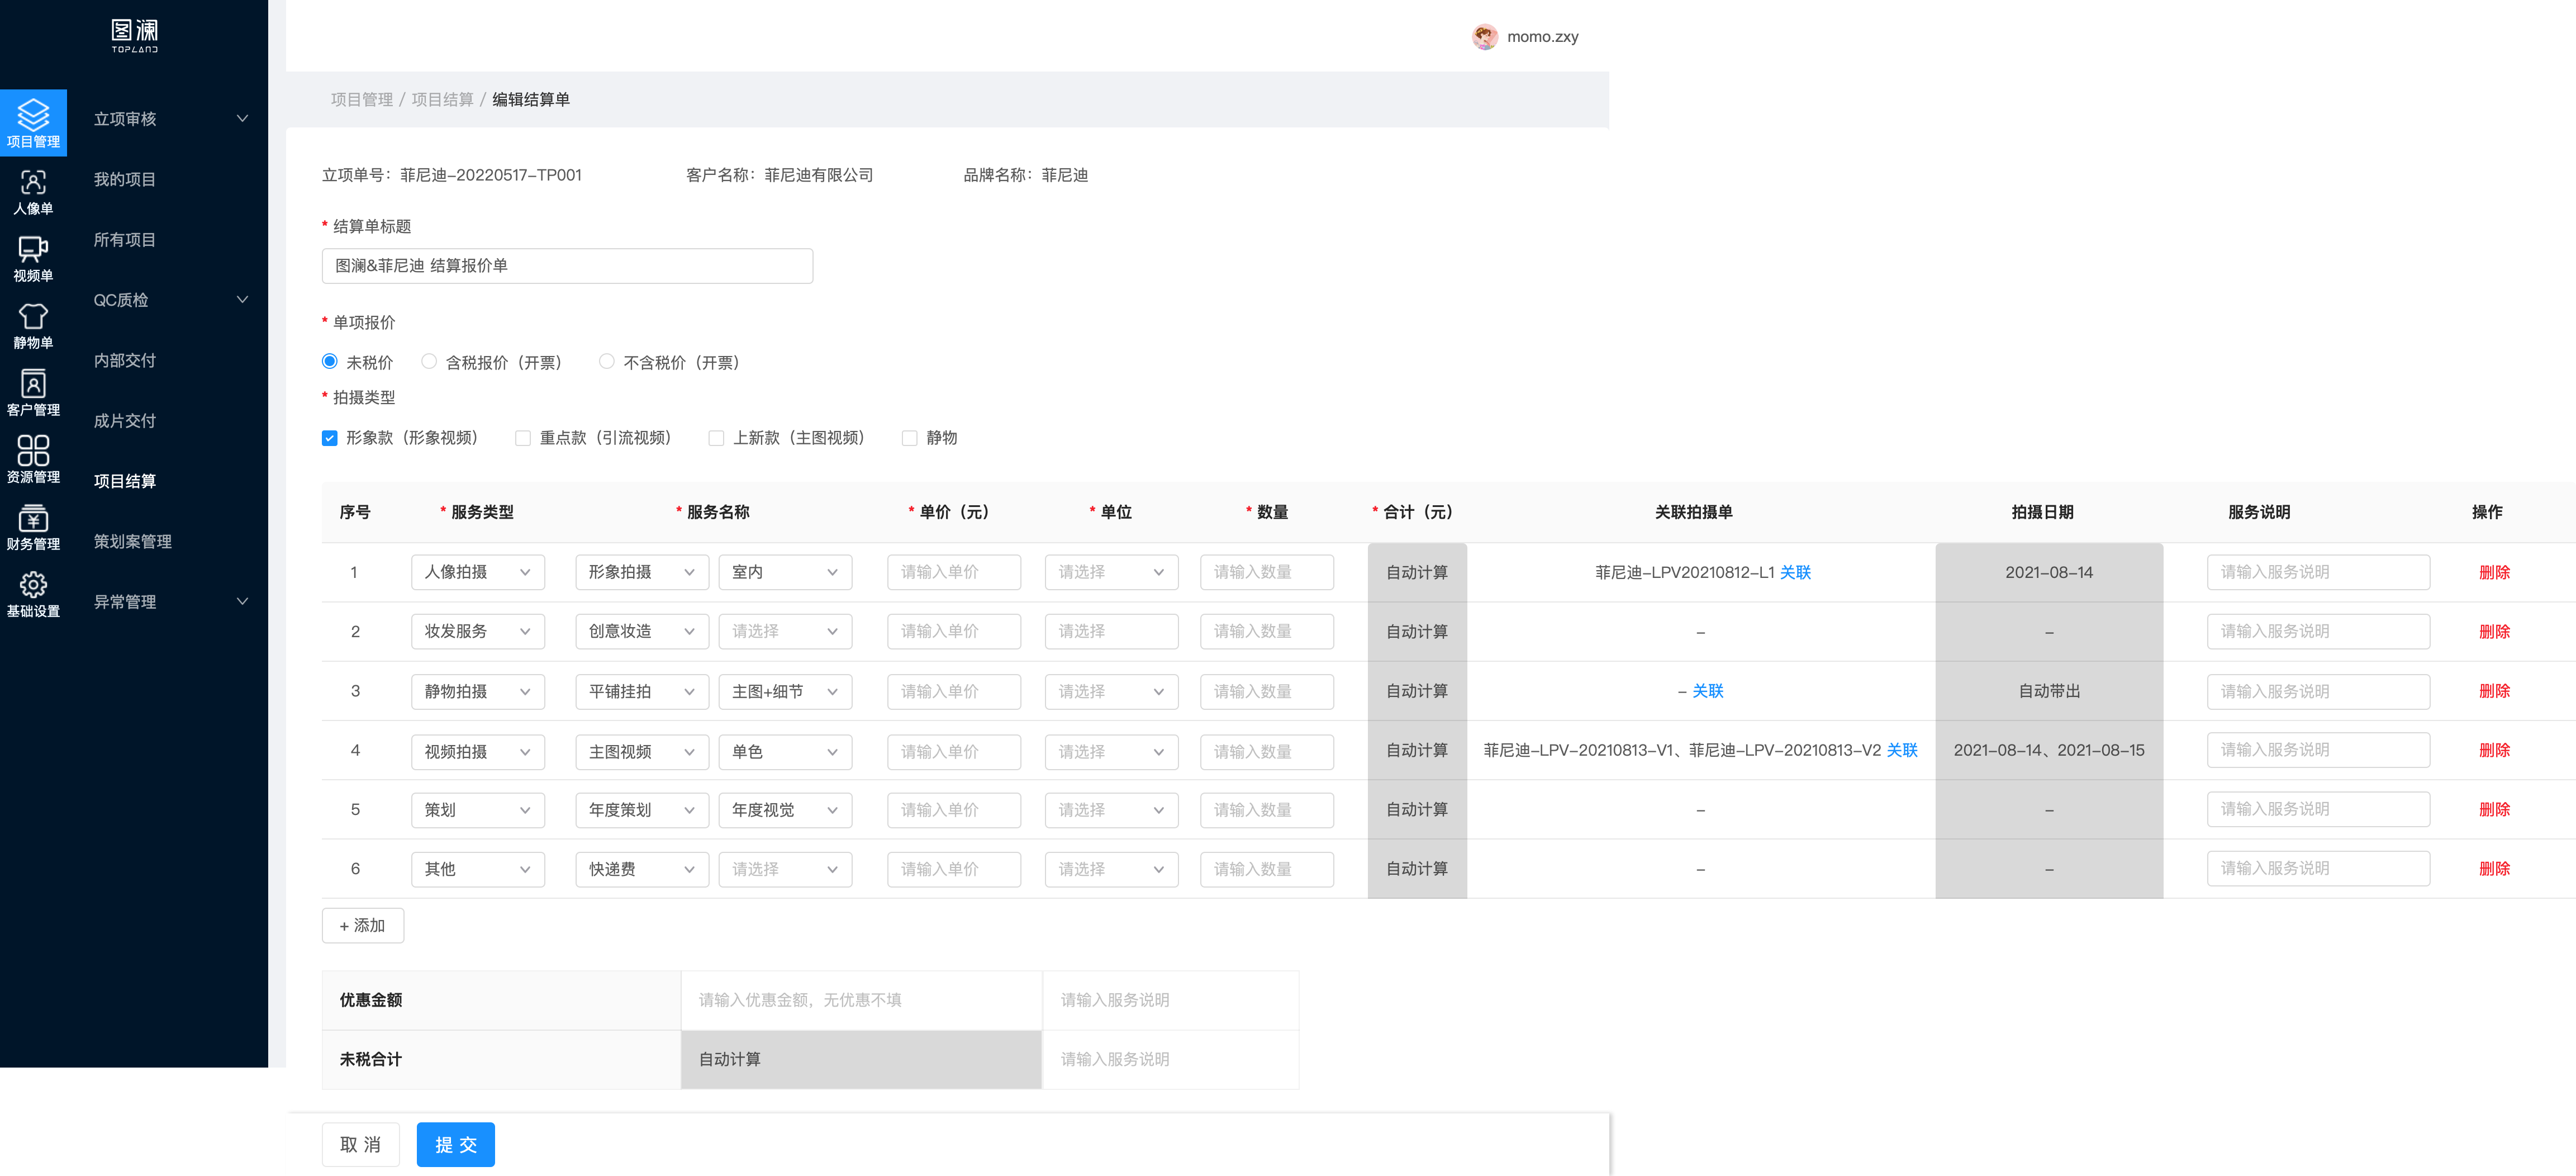 图澜
TOPLAND
momo.zxy
项目管理
人像单
视频单
静物单
客户管理
资源管理
财务管理
基础设置
立项审核
我的项目
所有项目
QC质检
内部交付
成片交付
项目结算
策划案管理
异常管理
项目管理 / 项目结算 / 编辑结算单
立项单号：菲尼迪-20220517-TP001 客户名称：菲尼迪有限公司 品牌名称：菲尼迪
* 结算单标题
图澜&菲尼迪 结算报价单
* 单项报价
未税价 含税报价（开票） 不含税价（开票）
* 拍摄类型
形象款（形象视频） 重点款（引流视频） 上新款（主图视频） 静物
序号 * 服务类型 * 服务名称 * 单价（元） * 单位 * 数量 * 合计（元） 关联拍摄单 拍摄日期 服务说明 操作
1 人像拍摄 形象拍摄 室内 请输入单价 请选择 请输入数量 自动计算 菲尼迪-LPV20210812-L1 关联 2021-08-14 请输入服务说明 删除
2 妆发服务 创意妆造 请选择 请输入单价 请选择 请输入数量 自动计算 - - 请输入服务说明 删除
3 静物拍摄 平铺挂拍 主图+细节 请输入单价 请选择 请输入数量 自动计算 - 关联 自动带出 请输入服务说明 删除
4 视频拍摄 主图视频 单色 请输入单价 请选择 请输入数量 自动计算 菲尼迪-LPV-20210813-V1、菲尼迪-LPV-20210813-V2 关联 2021-08-14、2021-08-15 请输入服务说明 删除
5 策划 年度策划 年度视觉 请输入单价 请选择 请输入数量 自动计算 - - 请输入服务说明 删除
6 其他 快递费 请选择 请输入单价 请选择 请输入数量 自动计算 - - 请输入服务说明 删除
+ 添加
优惠金额 请输入优惠金额，无优惠不填 请输入服务说明
未税合计 自动计算 请输入服务说明
取 消 提 交